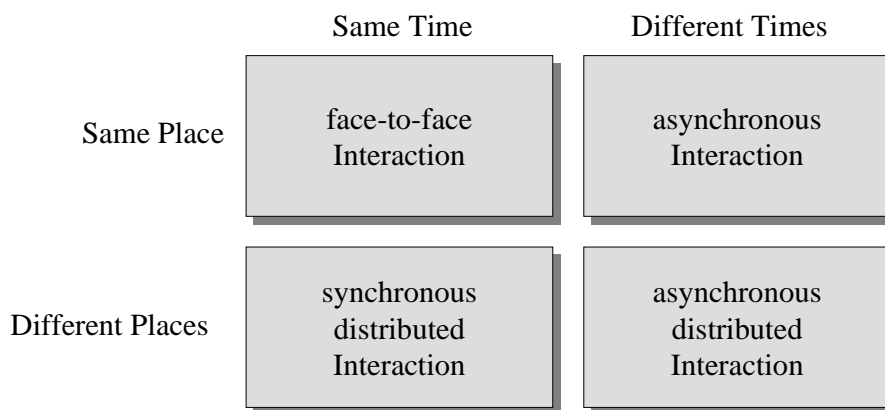 Same Time
Different Times
Same Place
face-to-face
Interaction
asynchronous
Interaction
Different Places
synchronous
distributed
Interaction
asynchronous
distributed
Interaction